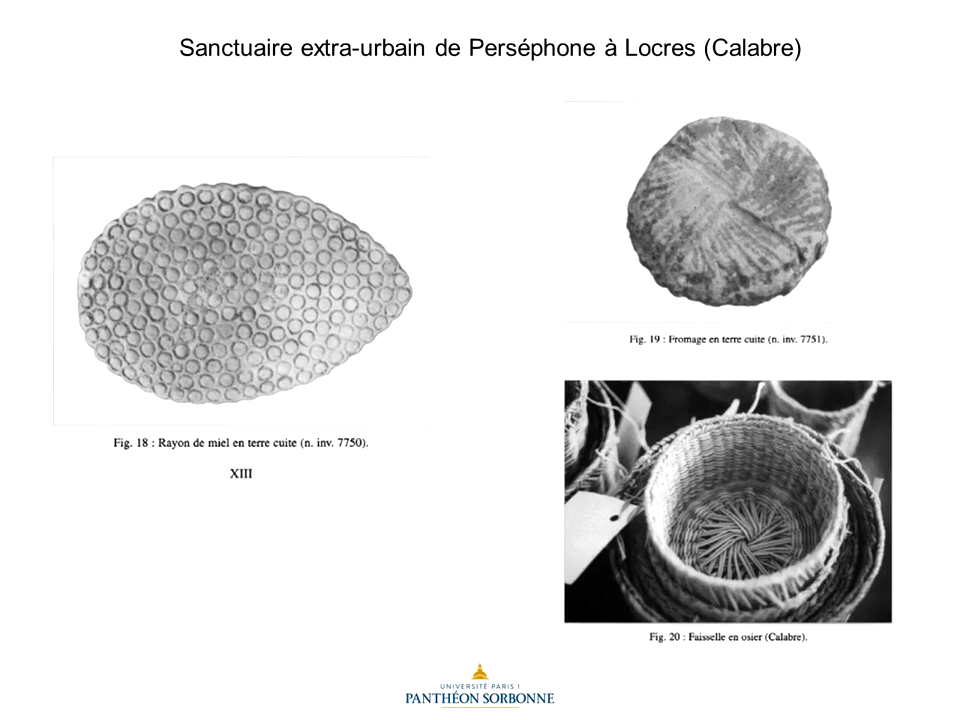 Sanctuaire extra-urbain de Perséphone à Locres (Calabre)
Fig. 18 : Rayon de miel en terre cuite (n. inv. 7750).
XIII
Fig. 19 : Fromage en terre cuite (n. inv. 7751).
Fig. 20 : Faisselle en osier (Calabre).
UNIVERSITÉ PARIS 1
PANTHÉON SORBONNE